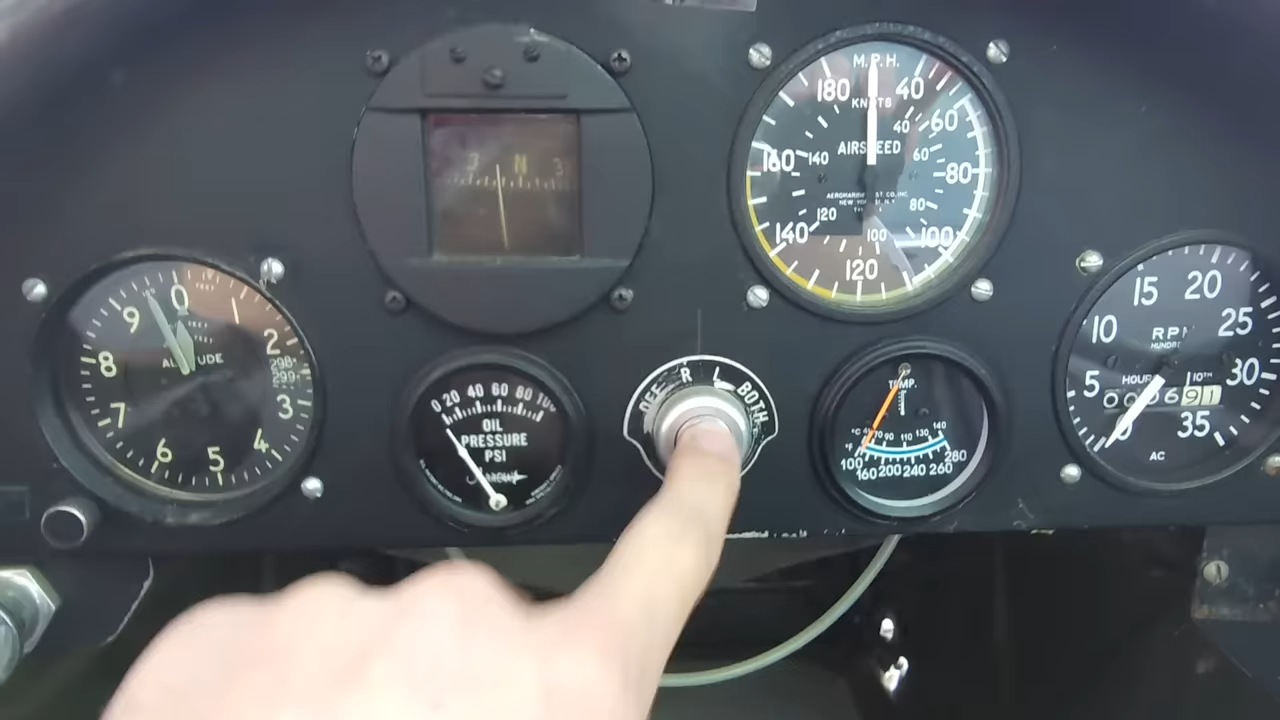 3 N 3
M.P.H.
180 40
KNOTS
40 60
AIRSPEED
160 140 60 80
80
140 120 100 100
120
0
9 1
ALTITUDE
8 2
7 3
6 5 4
0 20 40 60 80 100
OIL
PRESSURE
PSI
OFF R L BOTH
TEMP.
°C 70 90 110 130 140
°F
100 160 200 240 260 280
15 20
10 25
RPM
HUNDREDS
5 30
HOURS 10TH
000691
0 35
AC